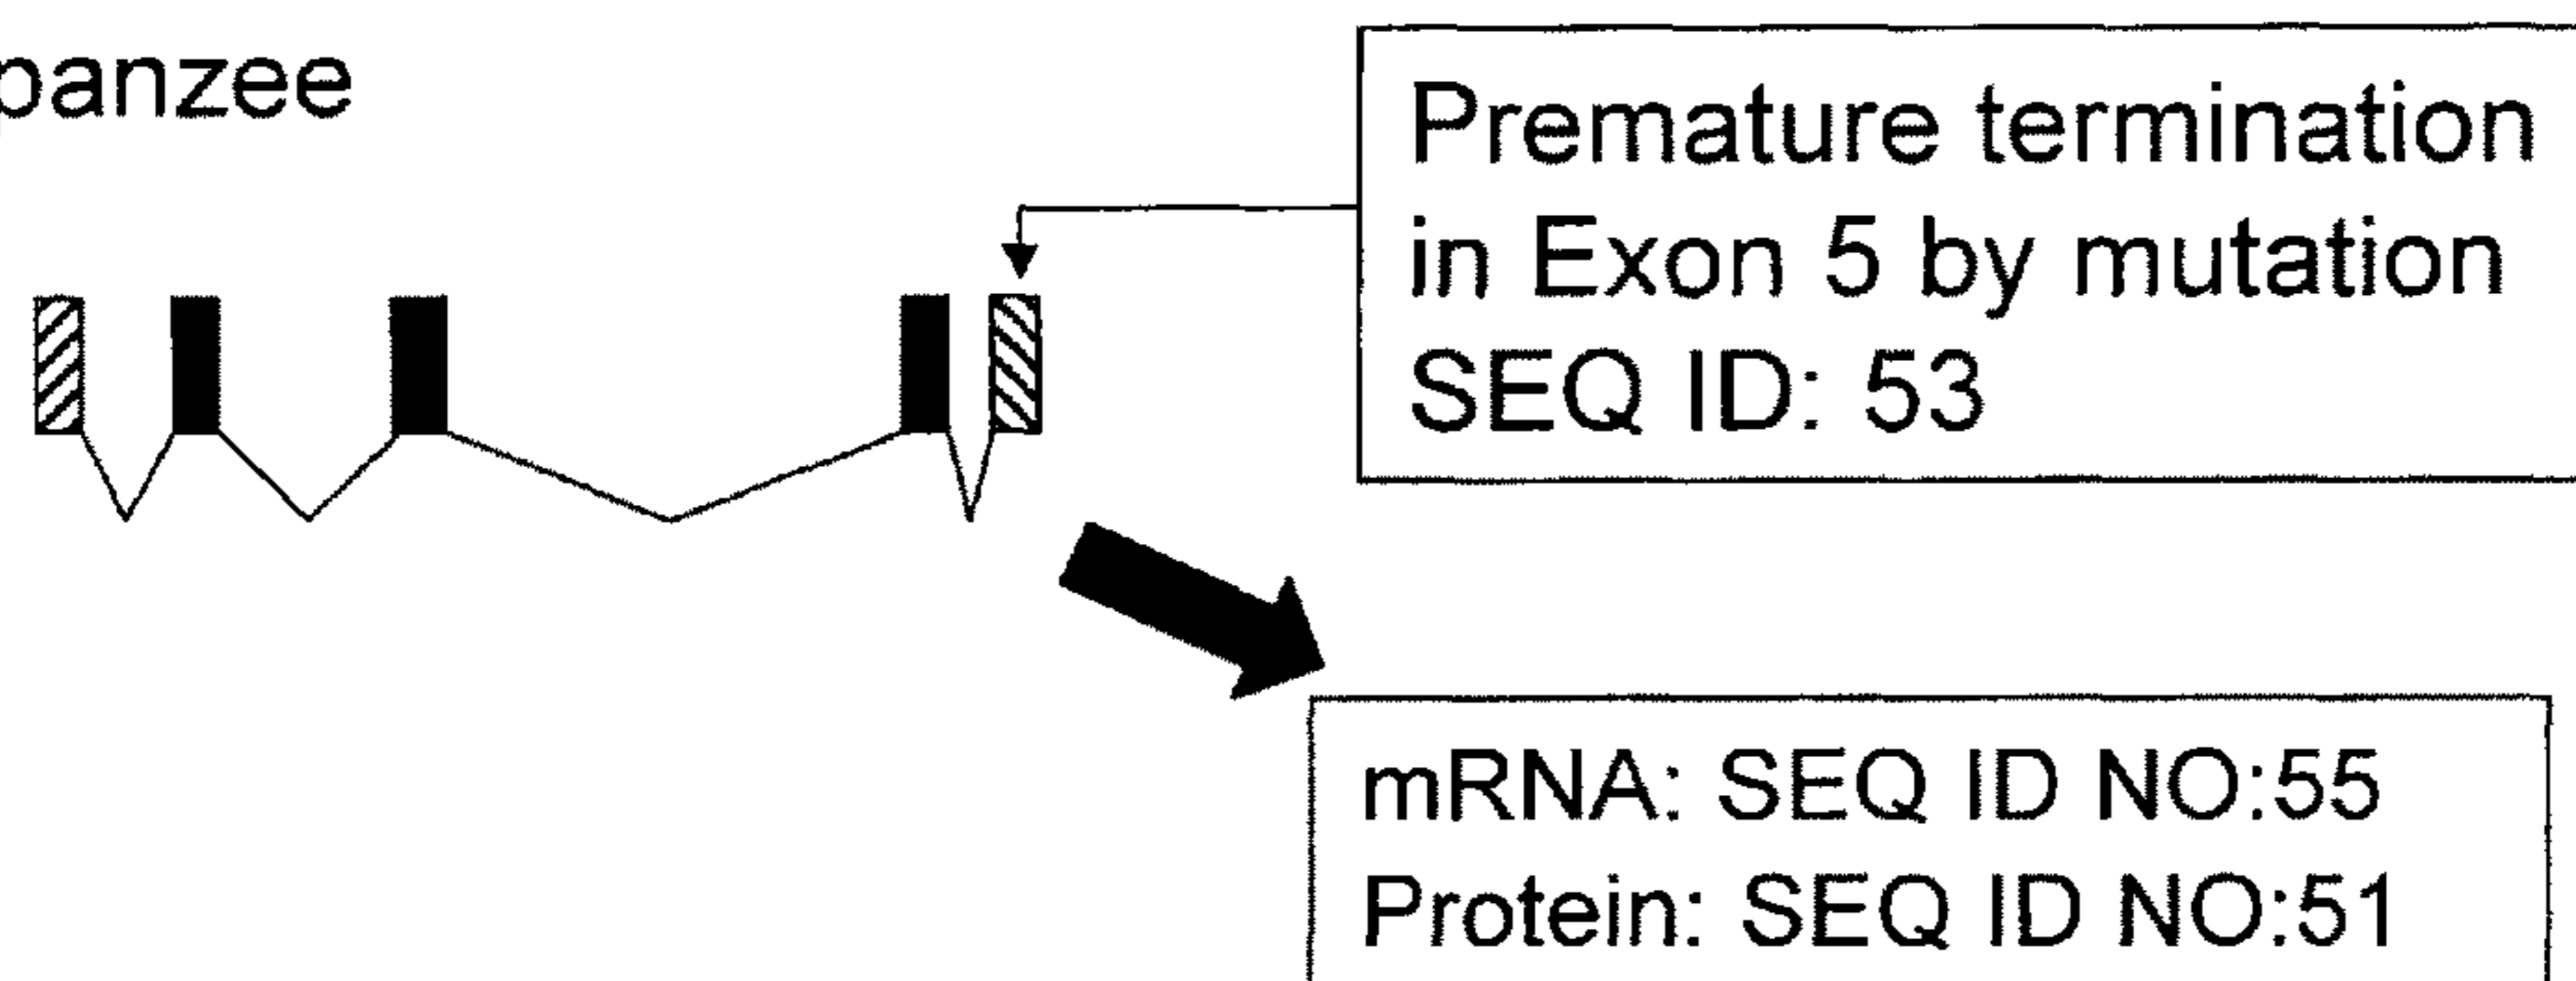 panzee
Premature termination
in Exon 5 by mutation
SEQ ID: 53
mRNA: SEQ ID NO:55
Protein: SEQ ID NO:51